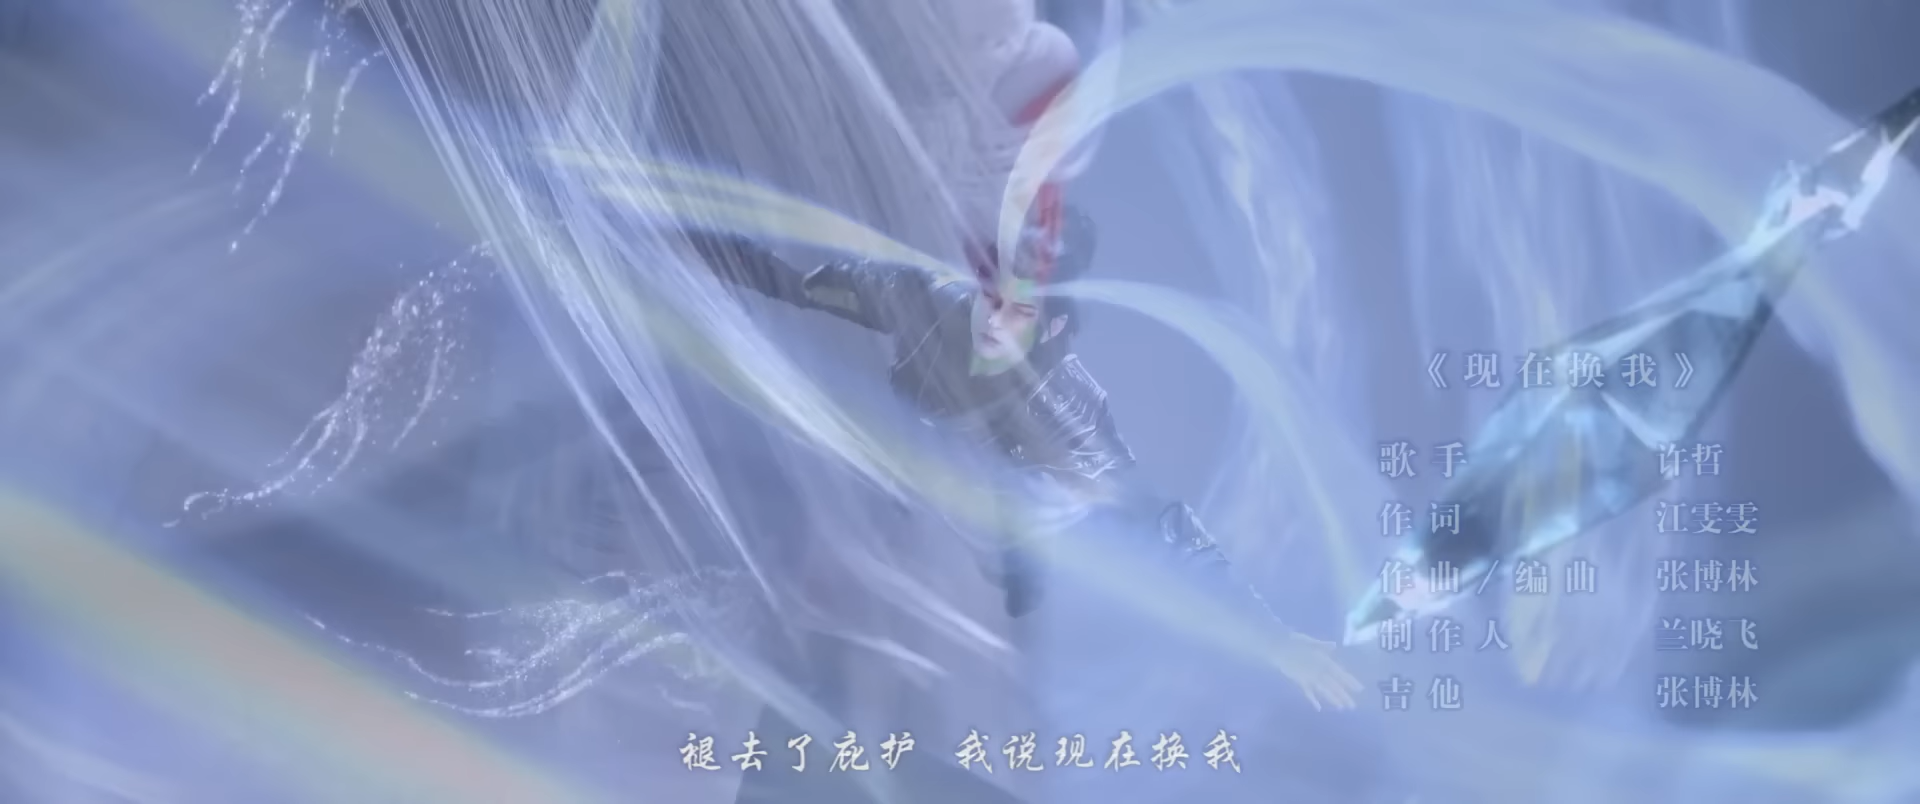 《现在换我》
歌手 许哲
作词 江雯雯
作曲/编曲 张博林
制作人 兰晓飞
吉他 张博林
褪去了庇护 我说现在换我